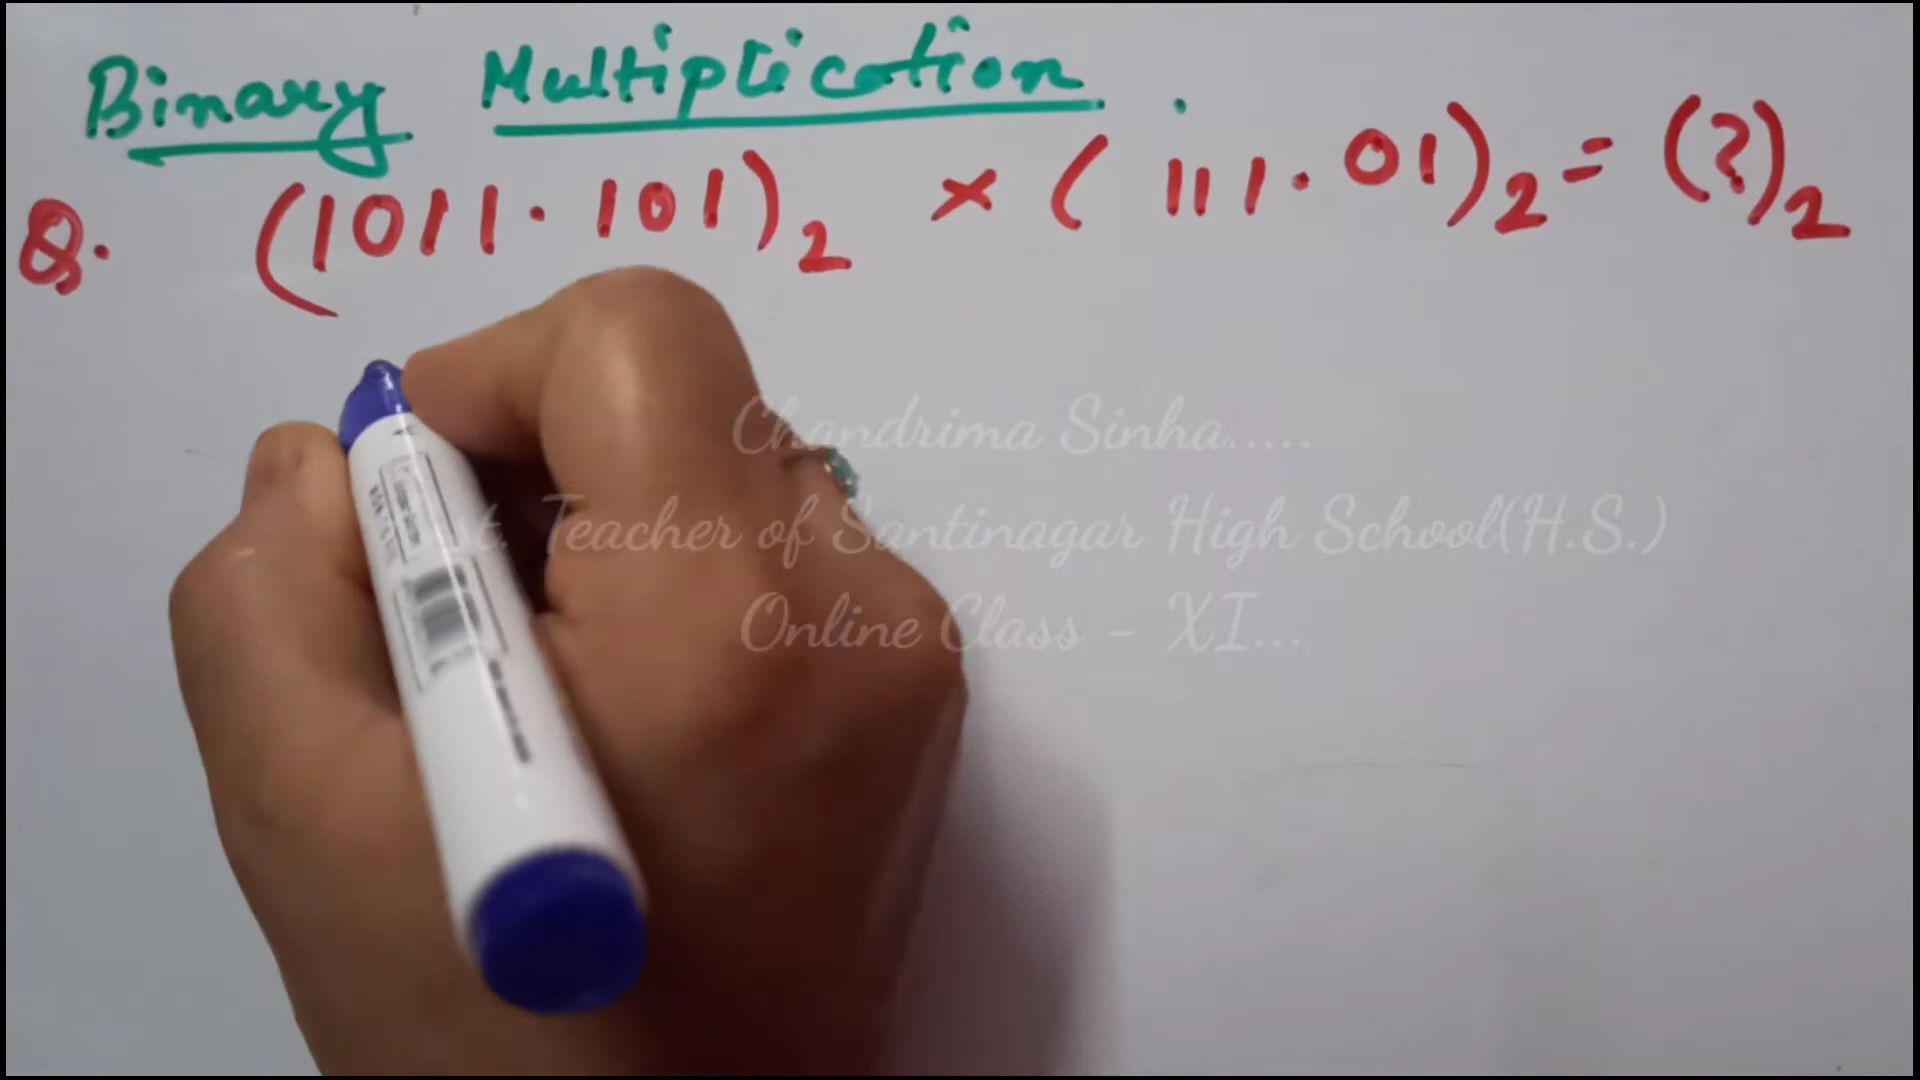 Binary Multiplication.
Q. (1011.101)2 × (111.01)2 = (?)2
Chandrima Sinha.....
t. Teacher of Santinagar High School(H.S.)
Online Class - XI...